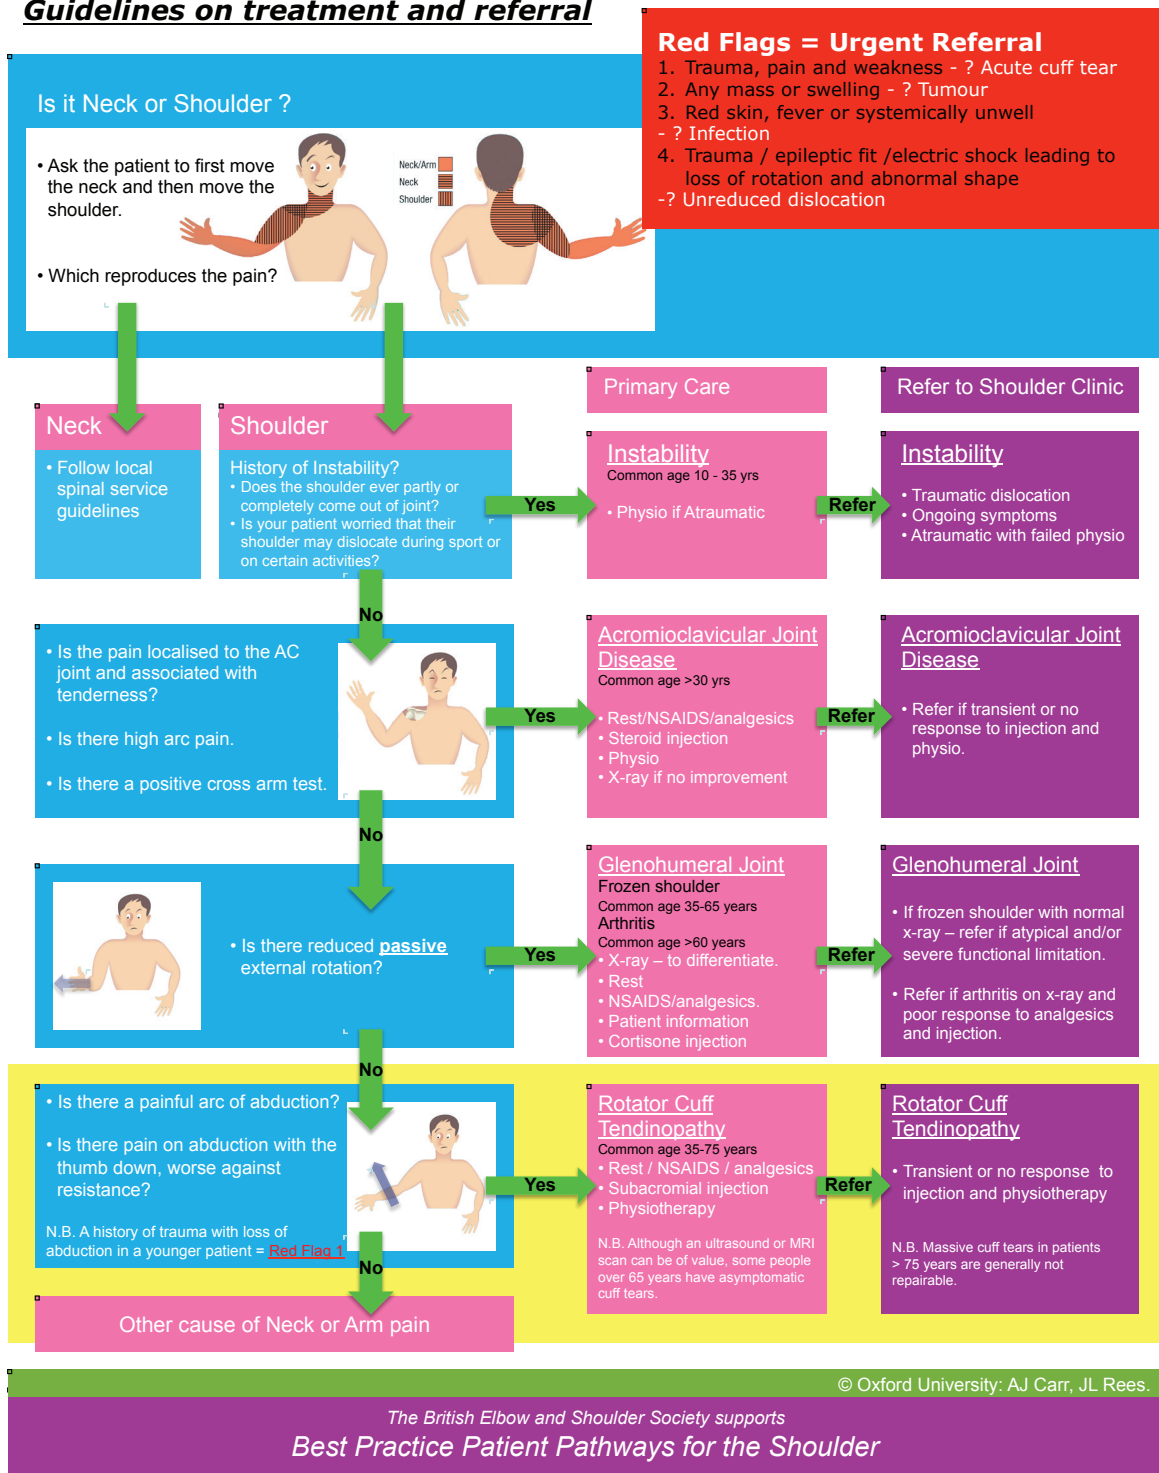 Guidelines on treatment and referral
Red Flags = Urgent Referral
1. Trauma, pain and weakness - ? Acute cuff tear
2. Any mass or swelling - ? Tumour
3. Red skin, fever or systemically unwell
- ? Infection
4. Trauma / epileptic fit /electric shock leading to
loss of rotation and abnormal shape
-? Unreduced dislocation
Is it Neck or Shoulder ?
• Ask the patient to first move
the neck and then move the
shoulder.
• Which reproduces the pain?
Neck/Arm
Neck
Shoulder
Primary Care
Refer to Shoulder Clinic
Neck
• Follow local
spinal service
guidelines
Shoulder
History of Instability?
• Does the shoulder ever partly or
completely come out of joint?
• Is your patient worried that their
shoulder may dislocate during sport or
on certain activities?
Yes
Instability
Common age 10 - 35 yrs
• Physio if Atraumatic
Refer
Instability
• Traumatic dislocation
• Ongoing symptoms
• Atraumatic with failed physio
No
• Is the pain localised to the AC
joint and associated with
tenderness?
• Is there high arc pain.
• Is there a positive cross arm test.
Yes
Acromioclavicular Joint
Disease
Common age >30 yrs
• Rest/NSAIDS/analgesics
• Steroid injection
• Physio
• X-ray if no improvement
Refer
Acromioclavicular Joint
Disease
• Refer if transient or no
response to injection and
physio.
No
• Is there reduced passive
external rotation?
Yes
Glenohumeral Joint
Frozen shoulder
Common age 35-65 years
Arthritis
Common age >60 years
• X-ray – to differentiate.
• Rest
• NSAIDS/analgesics.
• Patient information
• Cortisone injection
Refer
Glenohumeral Joint
• If frozen shoulder with normal
x-ray – refer if atypical and/or
severe functional limitation.
• Refer if arthritis on x-ray and
poor response to analgesics
and injection.
No
• Is there a painful arc of abduction?
• Is there pain on abduction with the
thumb down, worse against
resistance?
N.B. A history of trauma with loss of
abduction in a younger patient = Red Flag 1
Yes
Rotator Cuff
Tendinopathy
Common age 35-75 years
• Rest / NSAIDS / analgesics
• Subacromial injection
• Physiotherapy
N.B. Although an ultrasound or MRI
scan can be of value, some people
over 65 years have asymptomatic
cuff tears.
Refer
Rotator Cuff
Tendinopathy
• Transient or no response to
injection and physiotherapy
N.B. Massive cuff tears in patients
> 75 years are generally not
repairable.
No
Other cause of Neck or Arm pain
© Oxford University: AJ Carr, JL Rees.
The British Elbow and Shoulder Society supports
Best Practice Patient Pathways for the Shoulder